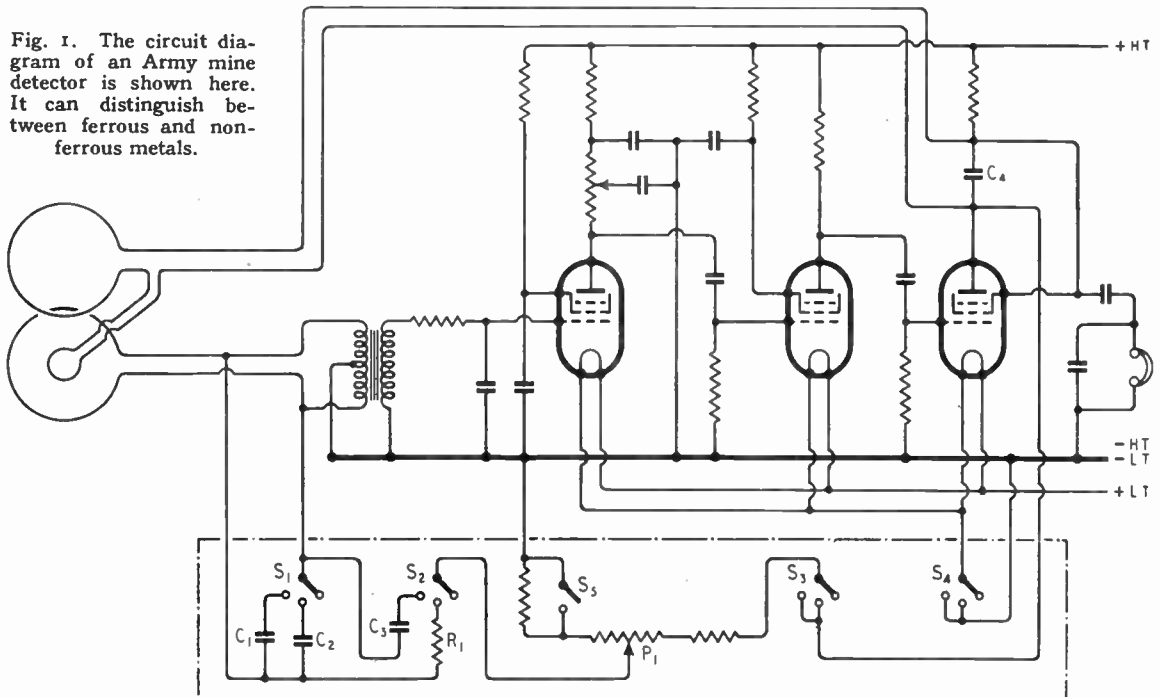 Fig. 1. The circuit dia-
gram of an Army mine
detector is shown here.
It can distinguish be-
tween ferrous and non-
ferrous metals.
+HT
C4
-HT
-LT
+LT
S1
S2
S5
S3
S4
C1
C2
C3
R1
P1